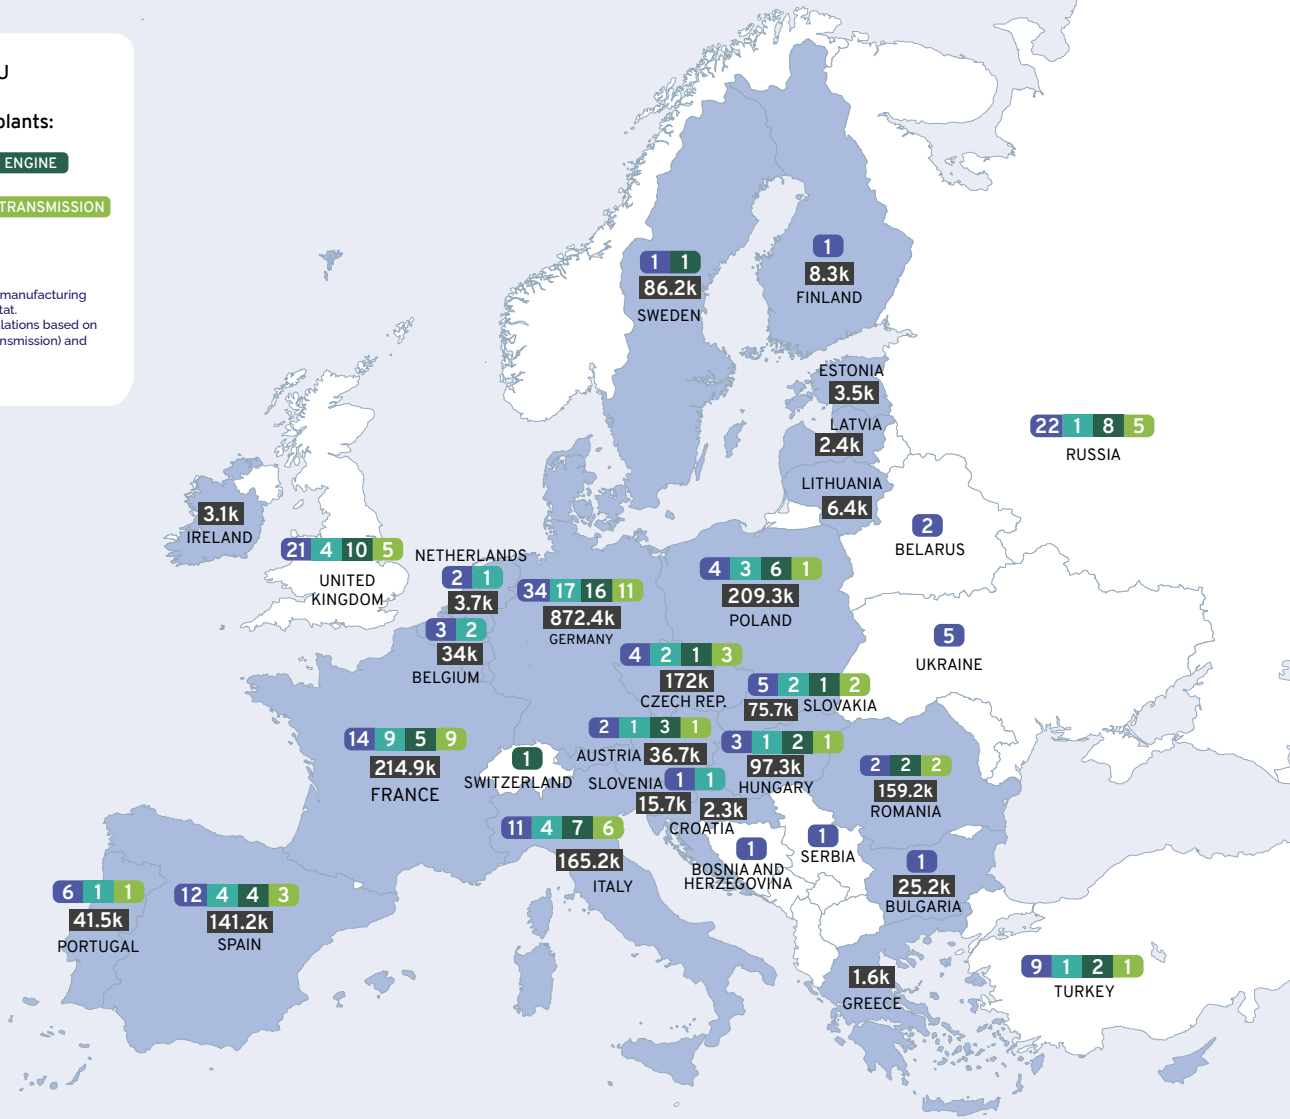 U
plants:
ENGINE
TRANSMISSION
manufacturing
tat.
lations based on
nsmission) and
1 1
86.2k
SWEDEN
1
8.3k
FINLAND
ESTONIA
3.5k
LATVIA
2.4k
LITHUANIA
6.4k
22 1 8 5
RUSSIA
3.1k
IRELAND
2
BELARUS
21 4 10 5
UNITED
KINGDOM
NETHERLANDS
2 1
3.7k
34 17 16 11
872.4k
GERMANY
4 3 6 1
209.3k
POLAND
3 2
34k
BELGIUM
5
UKRAINE
4 2 1 3
172k
CZECH REP.
5 2 1 2
75.7k
SLOVAKIA
14 9 5 9
214.9k
FRANCE
1
SWITZERLAND
2 1 3 1
AUSTRIA 36.7k
3 1 2 1
97.3k
HUNGARY
2 2 2
159.2k
ROMANIA
SLOVENIA 1 1
15.7k
2.3k
CROATIA
11 4 7 6
165.2k
ITALY
1
BOSNIA AND
HERZEGOVINA
1
SERBIA
1
25.2k
BULGARIA
6 1 1
41.5k
PORTUGAL
12 4 4 3
141.2k
SPAIN
1.6k
GREECE
9 1 2 1
TURKEY